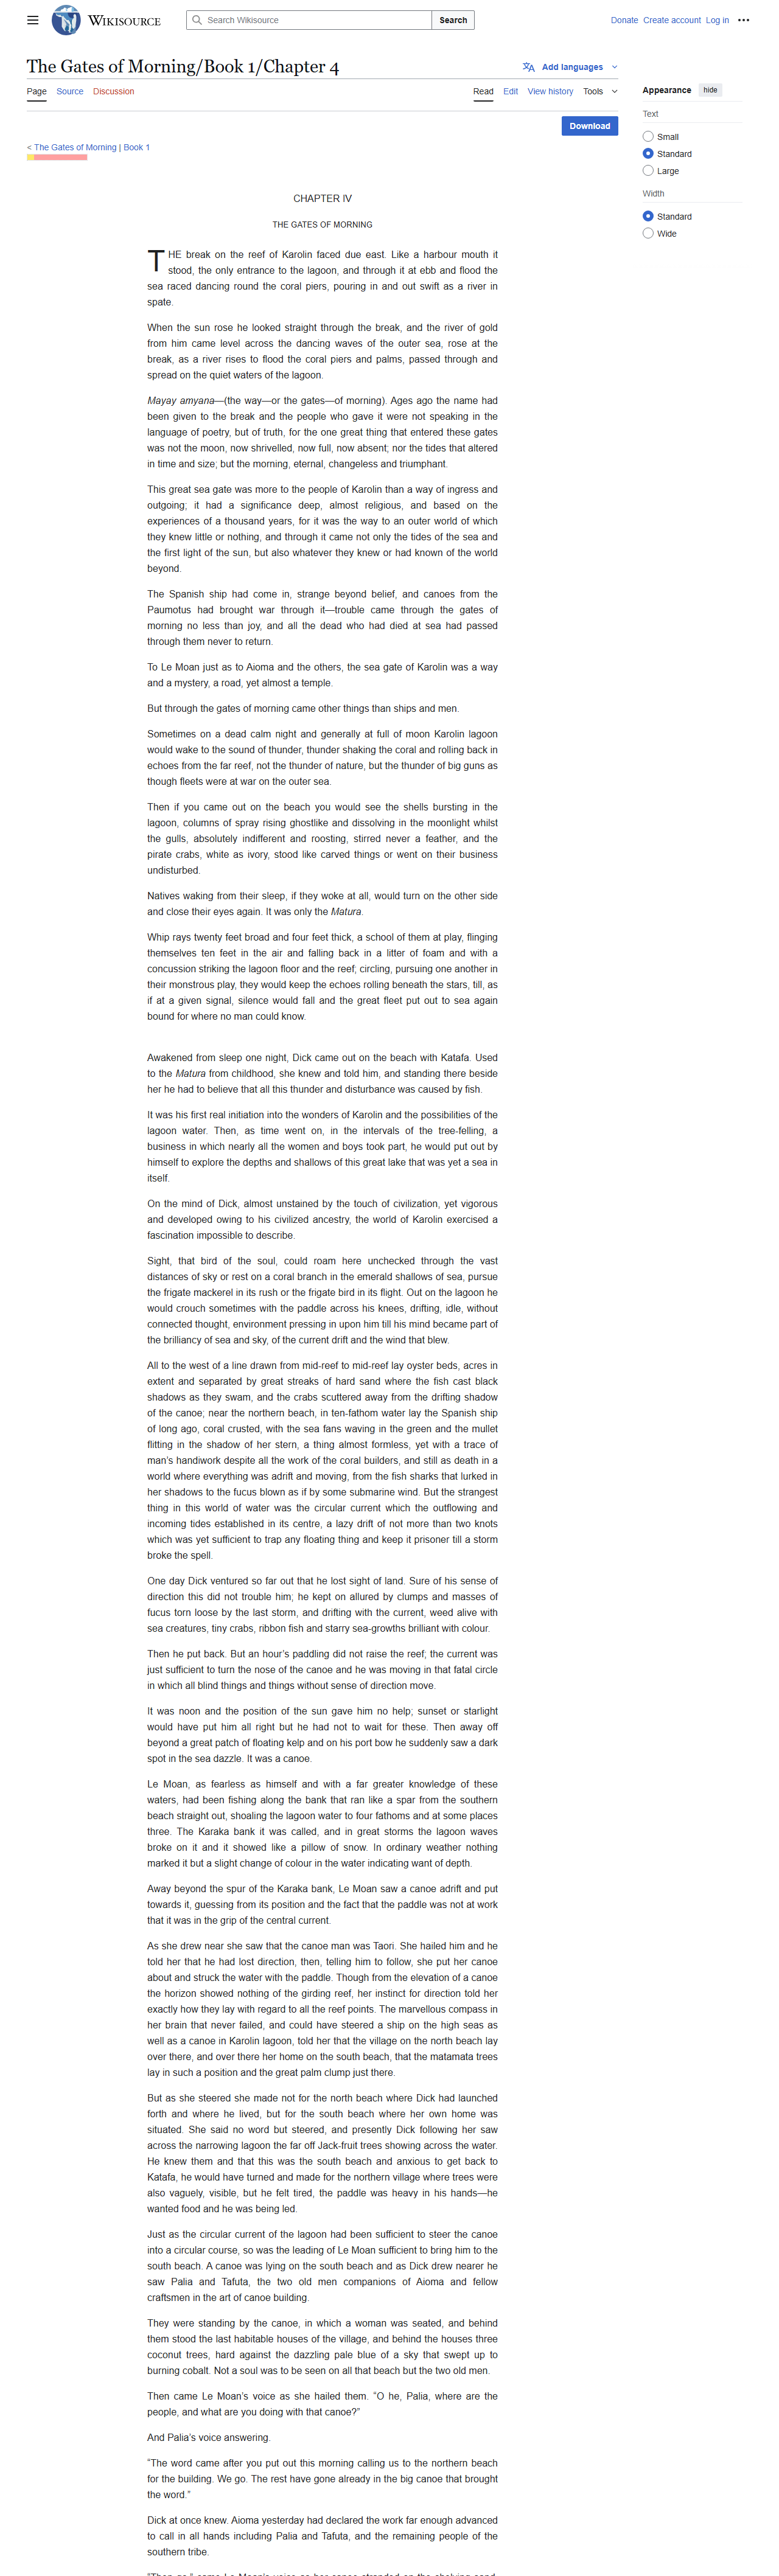 WIKISOURCE
Search Wikisource
Search
Donate Create account Log in
The Gates of Morning/Book 1/Chapter 4
Add languages
Page Source Discussion
Read Edit View history Tools
Appearance hide
Text
Small
Standard
Large
Width
Standard
Wide
Download
< The Gates of Morning | Book 1
CHAPTER IV
THE GATES OF MORNING
THE break on the reef of Karolin faced due east. Like a harbour mouth it
stood, the only entrance to the lagoon, and through it at ebb and flood the
sea raced dancing round the coral piers, pouring in and out swift as a river in
spate.
When the sun rose he looked straight through the break, and the river of gold
from him came level across the dancing waves of the outer sea, rose at the
break, as a river rises to flood the coral piers and palms, passed through and
spread on the quiet waters of the lagoon.
Mayay amyana—(the way—or the gates—of morning). Ages ago the name had
been given to the break and the people who gave it were not speaking in the
language of poetry, but of truth, for the one great thing that entered these gates
was not the moon, now shrivelled, now full, now absent; nor the tides that altered
in time and size; but the morning, eternal, changeless and triumphant.
This great sea gate was more to the people of Karolin than a way of ingress and
outgoing; it had a significance deep, almost religious, and based on the
experiences of a thousand years, for it was the way to an outer world of which
they knew little or nothing, and through it came not only the tides of the sea and
the first light of the sun, but also whatever they knew or had known of the world
beyond.
The Spanish ship had come in, strange beyond belief, and canoes from the
Paumotus had brought war through it—trouble came through the gates of
morning no less than joy, and all the dead who had died at sea had passed
through them never to return.
To Le Moan just as to Aioma and the others, the sea gate of Karolin was a way
and a mystery, a road, yet almost a temple.
But through the gates of morning came other things than ships and men.
Sometimes on a dead calm night and generally at full of moon Karolin lagoon
would wake to the sound of thunder, thunder shaking the coral and rolling back in
echoes from the far reef, not the thunder of nature, but the thunder of big guns as
though fleets were at war on the outer sea.
Then if you came out on the beach you would see the shells bursting in the
lagoon, columns of spray rising ghostlike and dissolving in the moonlight whilst
the gulls, absolutely indifferent and roosting, stirred never a feather, and the
pirate crabs, white as ivory, stood like carved things or went on their business
undisturbed.
Natives waking from their sleep, if they woke at all, would turn on the other side
and close their eyes again. It was only the Matura.
Whip rays twenty feet broad and four feet thick, a school of them at play, flinging
themselves ten feet in the air and falling back in a litter of foam and with a
concussion striking the lagoon floor and the reef; circling, pursuing one another in
their monstrous play, they would keep the echoes rolling beneath the stars, till, as
if at a given signal, silence would fall and the great fleet put out to sea again
bound for where no man could know.
Awakened from sleep one night, Dick came out on the beach with Katafa. Used
to the Matura from childhood, she knew and told him, and standing there beside
her he had to believe that all this thunder and disturbance was caused by fish.
It was his first real initiation into the wonders of Karolin and the possibilities of the
lagoon water. Then, as time went on, in the intervals of the tree-felling, a
business in which nearly all the women and boys took part, he would put out by
himself to explore the depths and shallows of this great lake that was yet a sea in
itself.
On the mind of Dick, almost unstained by the touch of civilization, yet vigorous
and developed owing to his civilized ancestry, the world of Karolin exercised a
fascination impossible to describe.
Sight, that bird of the soul, could roam here unchecked through the vast
distances of sky or rest on a coral branch in the emerald shallows of sea, pursue
the frigate mackerel in its rush or the frigate bird in its flight. Out on the lagoon he
would crouch sometimes with the paddle across his knees, drifting, idle, without
connected thought, environment pressing in upon him till his mind became part of
the brilliancy of sea and sky, of the current drift and the wind that blew.
All to the west of a line drawn from mid-reef to mid-reef lay oyster beds, acres in
extent and separated by great streaks of hard sand where the fish cast black
shadows as they swam, and the crabs scuttered away from the drifting shadow
of the canoe; near the northern beach, in ten-fathom water lay the Spanish ship
of long ago, coral crusted, with the sea fans waving in the green and the mullet
flitting in the shadow of her stern, a thing almost formless, yet with a trace of
man's handiwork despite all the work of the coral builders, and still as death in a
world where everything was adrift and moving, from the fish sharks that lurked in
her shadows to the fucus blown as if by some submarine wind. But the strangest
thing in this world of water was the circular current which the outflowing and
incoming tides established in its centre, a lazy drift of not more than two knots
which was yet sufficient to trap any floating thing and keep it prisoner till a storm
broke the spell.
One day Dick ventured so far out that he lost sight of land. Sure of his sense of
direction this did not trouble him; he kept on allured by clumps and masses of
fucus torn loose by the last storm, and drifting with the current, weed alive with
sea creatures, tiny crabs, ribbon fish and starry sea-growths brilliant with colour.
Then he put back. But an hour's paddling did not raise the reef; the current was
just sufficient to turn the nose of the canoe and he was moving in that fatal circle
in which all blind things and things without sense of direction move.
It was noon and the position of the sun gave him no help; sunset or starlight
would have put him all right but he had not to wait for these. Then away off
beyond a great patch of floating kelp and on his port bow he suddenly saw a dark
spot in the sea dazzle. It was a canoe.
Le Moan, as fearless as himself and with a far greater knowledge of these
waters, had been fishing along the bank that ran like a spar from the southern
beach straight out, shoaling the lagoon water to four fathoms and at some places
three. The Karaka bank it was called, and in great storms the lagoon waves
broke on it and it showed like a pillow of snow. In ordinary weather nothing
marked it but a slight change of colour in the water indicating want of depth.
Away beyond the spur of the Karaka bank, Le Moan saw a canoe adrift and put
towards it, guessing from its position and the fact that the paddle was not at work
that it was in the grip of the central current.
As she drew near she saw that the canoe man was Taori. She hailed him and he
told her that he had lost direction, then, telling him to follow, she put her canoe
about and struck the water with the paddle. Though from the elevation of a canoe
the horizon showed nothing of the girding reef, her instinct for direction told her
exactly how they lay with regard to all the reef points. The marvellous compass in
her brain that never failed, and could have steered a ship on the high seas as
well as a canoe in Karolin lagoon, told her that the village on the north beach lay
over there, and over there her home on the south beach, that the matamata trees
lay in such a position and the great palm clump just there.
But as she steered she made not for the north beach where Dick had launched
forth and where he lived, but for the south beach where her own home was
situated. She said no word but steered, and presently Dick following her saw
across the narrowing lagoon the far off Jack-fruit trees showing across the water.
He knew them and that this was the south beach and anxious to get back to
Katafa, he would have turned and made for the northern village where trees were
also vaguely, visible, but he felt tired, the paddle was heavy in his hands—he
wanted food and he was being led.
Just as the circular current of the lagoon had been sufficient to steer the canoe
into a circular course, so was the leading of Le Moan sufficient to bring him to the
south beach. A canoe was lying on the south beach and as Dick drew nearer he
saw Palia and Tafuta, the two old men companions of Aioma and fellow
craftsmen in the art of canoe building.
They were standing by the canoe, in which a woman was seated, and behind
them stood the last habitable houses of the village, and behind the houses three
coconut trees, hard against the dazzling pale blue of a sky that swept up to
burning cobalt. Not a soul was to be seen on all that beach but the two old men.
Then came Le Moan's voice as she hailed them. "O he, Palia, where are the
people, and what are you doing with that canoe?"
And Palia's voice answering.
"The word came after you put out this morning calling us to the northern beach
for the building. We go. The rest have gone already in the big canoe that brought
the word."
Dick at once knew. Aioma yesterday had declared the work far enough advanced
to call in all hands including Palia and Tafuta, and the remaining people of the
southern tribe.